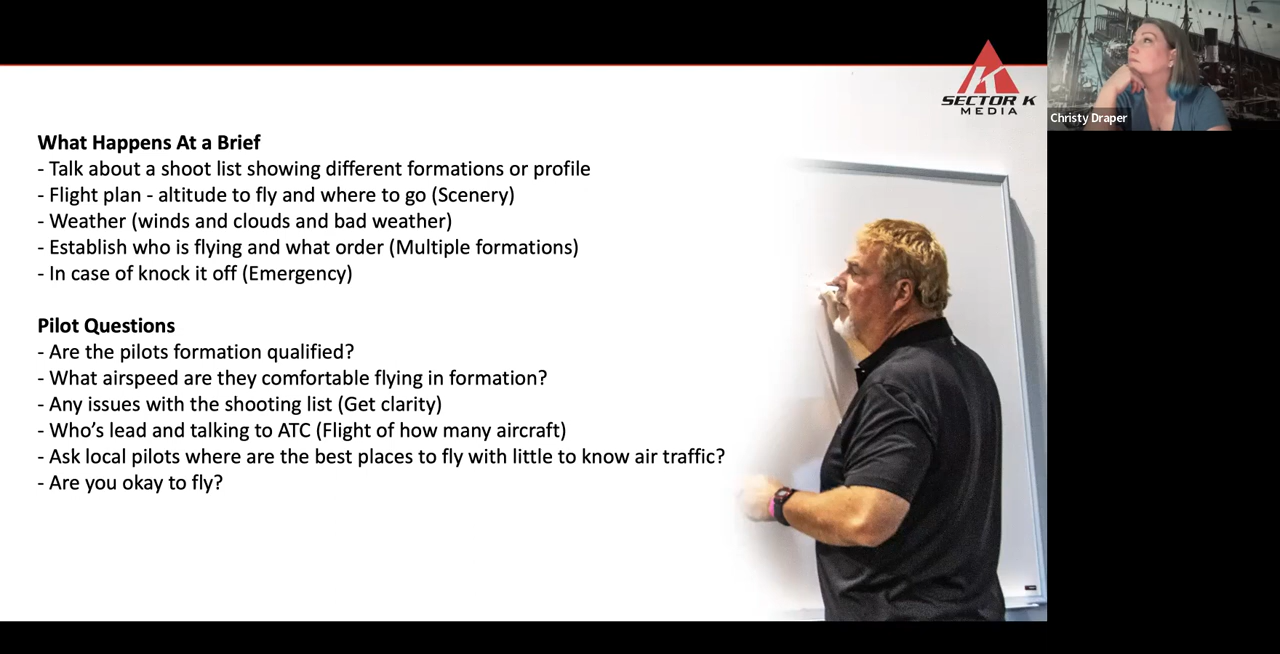 SECTOR K
MEDIA
Christy Draper
What Happens At a Brief
- Talk about a shoot list showing different formations or profile
- Flight plan - altitude to fly and where to go (Scenery)
- Weather (winds and clouds and bad weather)
- Establish who is flying and what order (Multiple formations)
- In case of knock it off (Emergency)
Pilot Questions
- Are the pilots formation qualified?
- What airspeed are they comfortable flying in formation?
- Any issues with the shooting list (Get clarity)
- Who’s lead and talking to ATC (Flight of how many aircraft)
- Ask local pilots where are the best places to fly with little to know air traffic?
- Are you okay to fly?